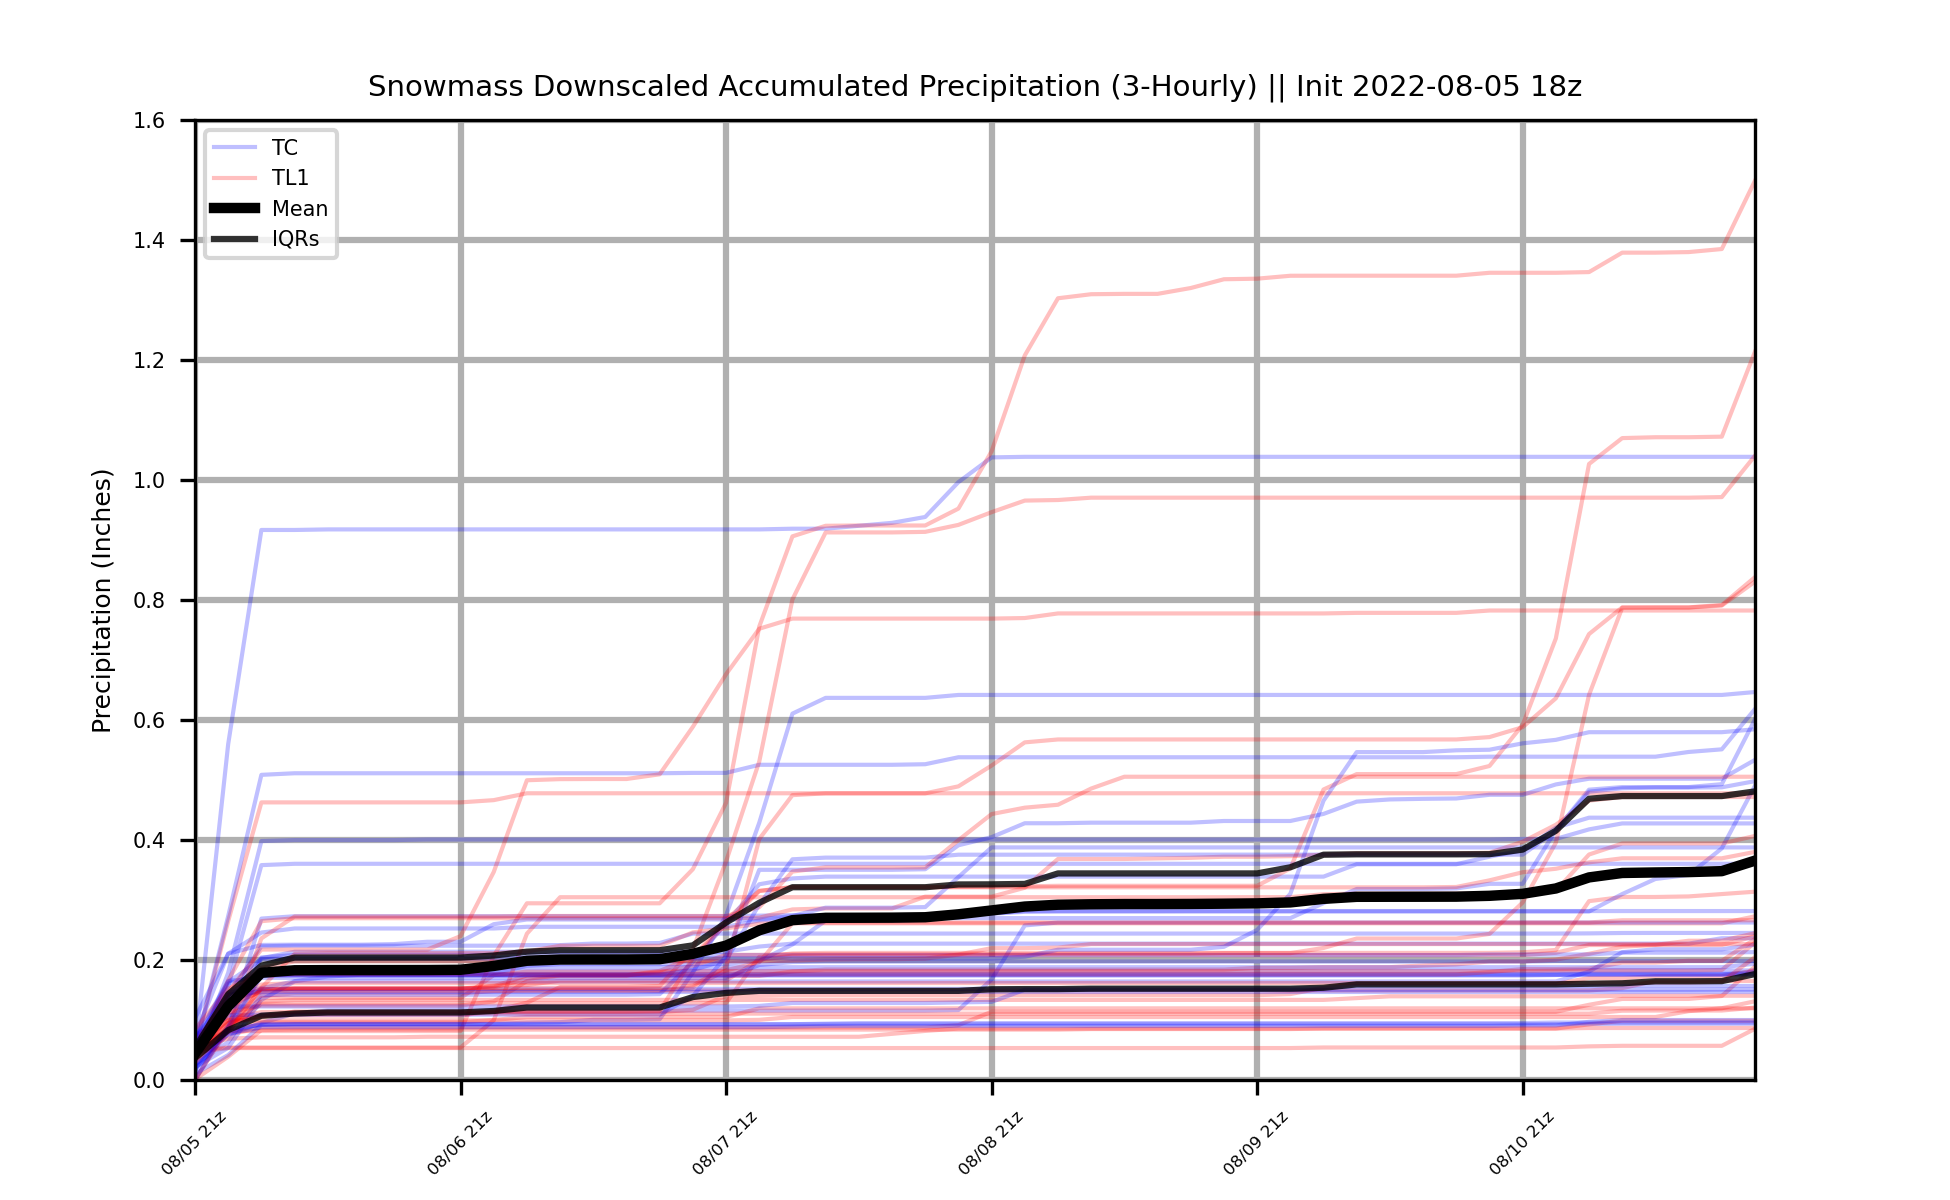 Snowmass Downscaled Accumulated Precipitation (3-Hourly) || Init 2022-08-05 18z
TC
TL1
Mean
IQRs
Precipitation (Inches)
1.6
1.4
1.2
1.0
0.8
0.6
0.4
0.2
0.0
08/05 21z
08/06 21z
08/07 21z
08/08 21z
08/09 21z
08/10 21z